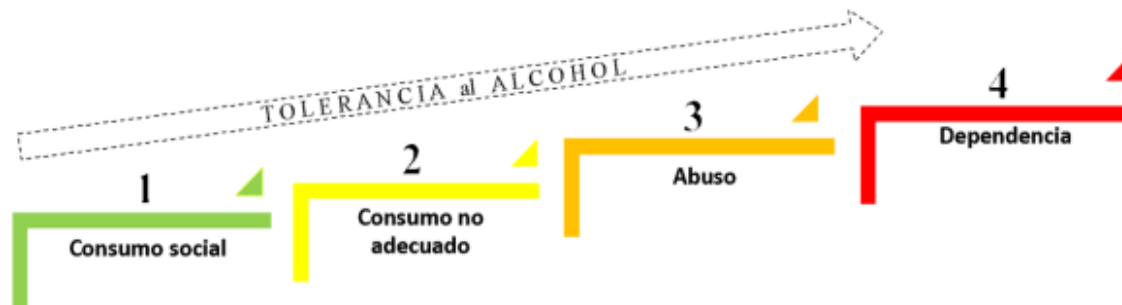 TOLERANCIA al ALCOHOL
1
Consumo social
2
Consumo no
adecuado
3
Abuso
4
Dependencia